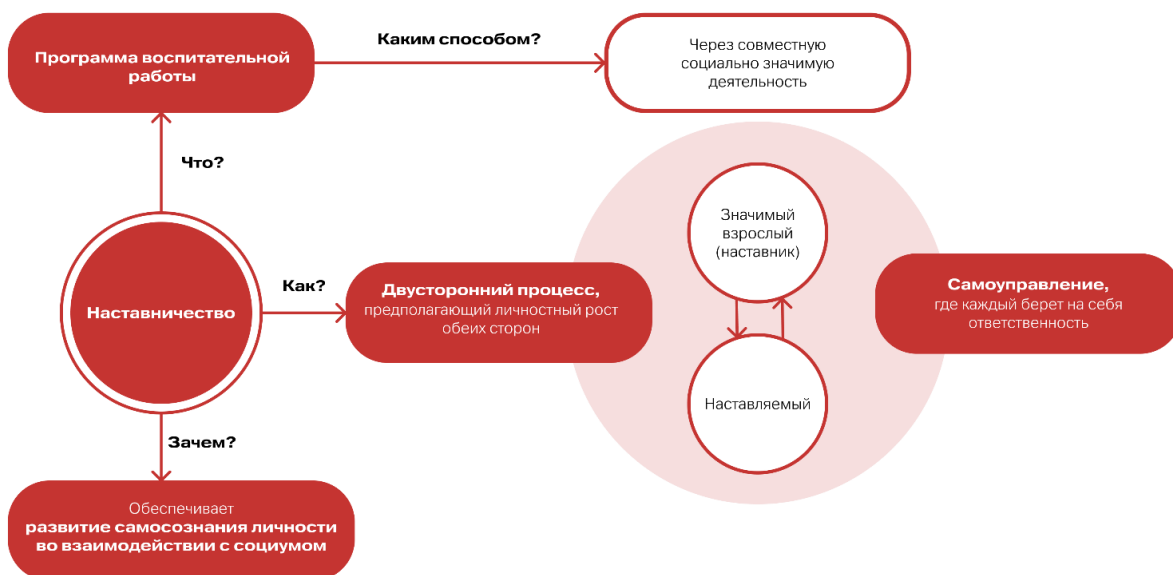 Программа воспитательной
работы
Каким способом?
Через совместную
социально значимую
деятельность
Что?
Значимый
взрослый
(наставник)
Наставничество
Как?
Двусторонний процесс,
предполагающий личностный рост
обеих сторон
Самоуправление,
где каждый берет на себя
ответственность
Наставляемый
Зачем?
Обеспечивает
развитие самосознания личности
во взаимодействии с социумом